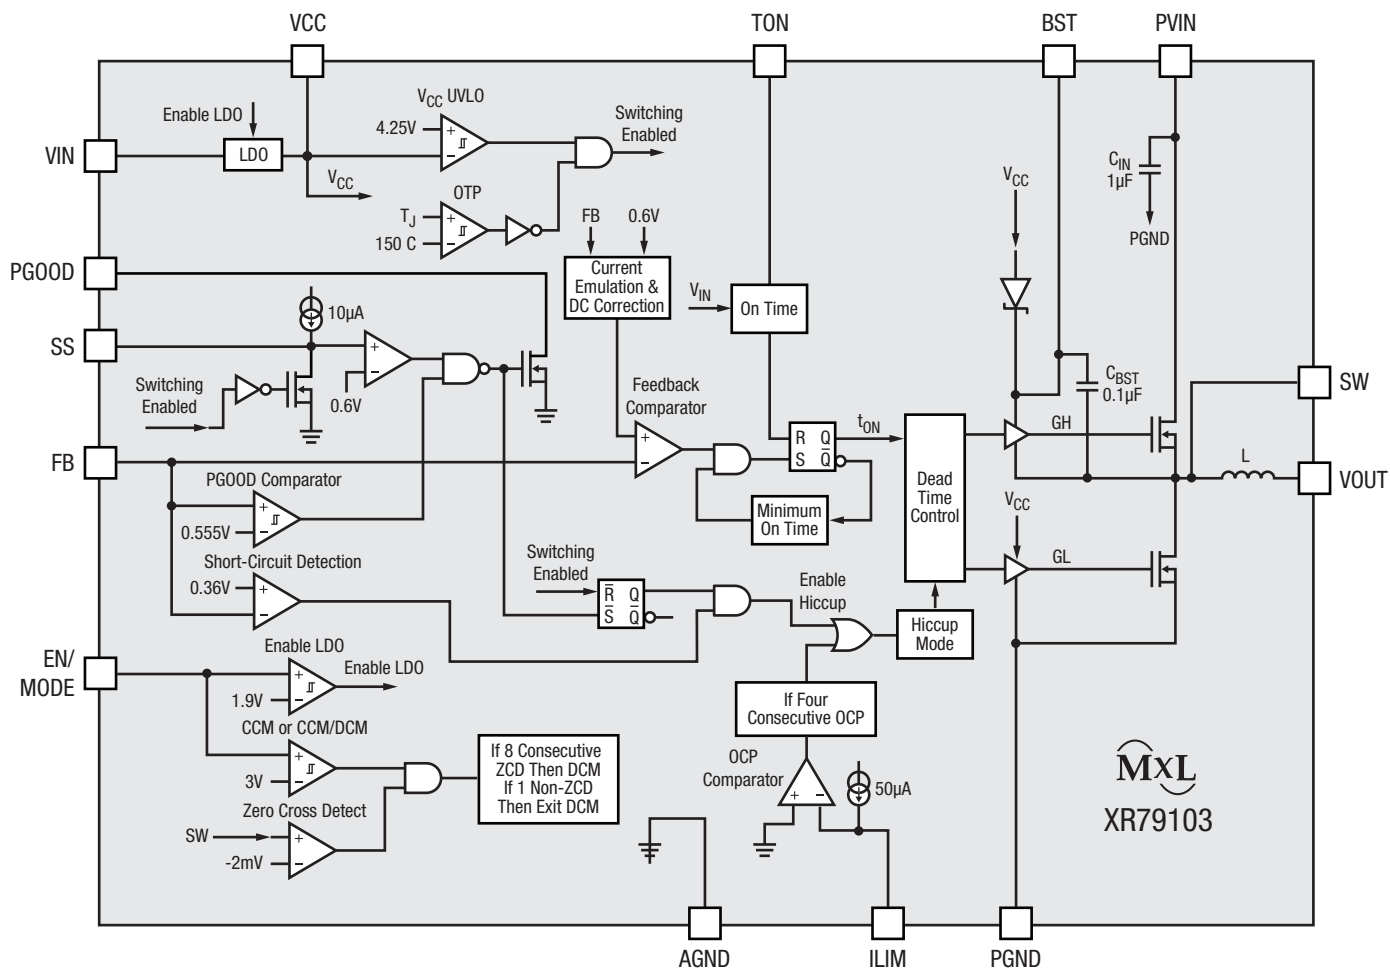 VCC
TON
BST
PVIN
Enable LDO
VIN
LDO
V_CC
V_CC UVLO
4.25V
+
−
Switching
Enabled
OTP
T_J
150 C
+
−
FB
0.6V
Current
Emulation &
DC Correction
V_IN
On Time
V_CC
C_IN
1µF
PGND
PGOOD
SS
10µA
Switching
Enabled
+
−
0.6V
Feedback
Comparator
+
−
t_ON
R Q
S Q̅
Minimum
On Time
Dead
Time
Control
C_BST
0.1µF
GH
SW
L
VOUT
V_CC
GL
FB
PGOOD Comparator
+
−
0.555V
Short-Circuit Detection
0.36V
+
−
Switching
Enabled
R̅ Q
S̅ Q̅
Enable
Hiccup
Hiccup
Mode
EN/
MODE
Enable LDO
+
−
1.9V
Enable LDO
CCM or CCM/DCM
+
−
3V
Zero Cross Detect
SW
+
−
-2mV
If 8 Consecutive
ZCD Then DCM
If 1 Non-ZCD
Then Exit DCM
If Four
Consecutive OCP
OCP
Comparator
+ −
50µA
MxL
XR79103
AGND
ILIM
PGND